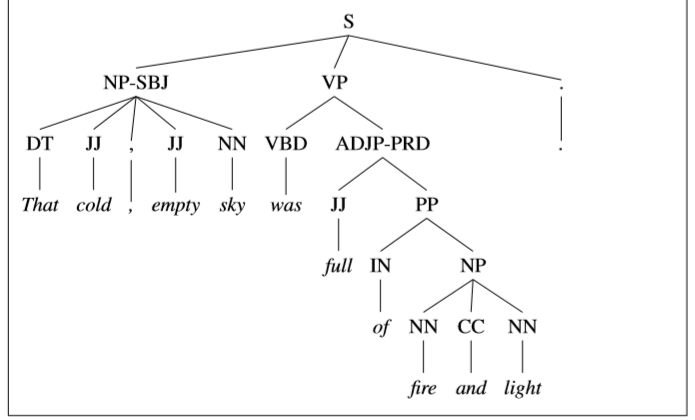 S
NP-SBJ VP .
DT JJ , JJ NN VBD ADJP-PRD .
That cold , empty sky was JJ PP
full IN NP
of NN CC NN
fire and light